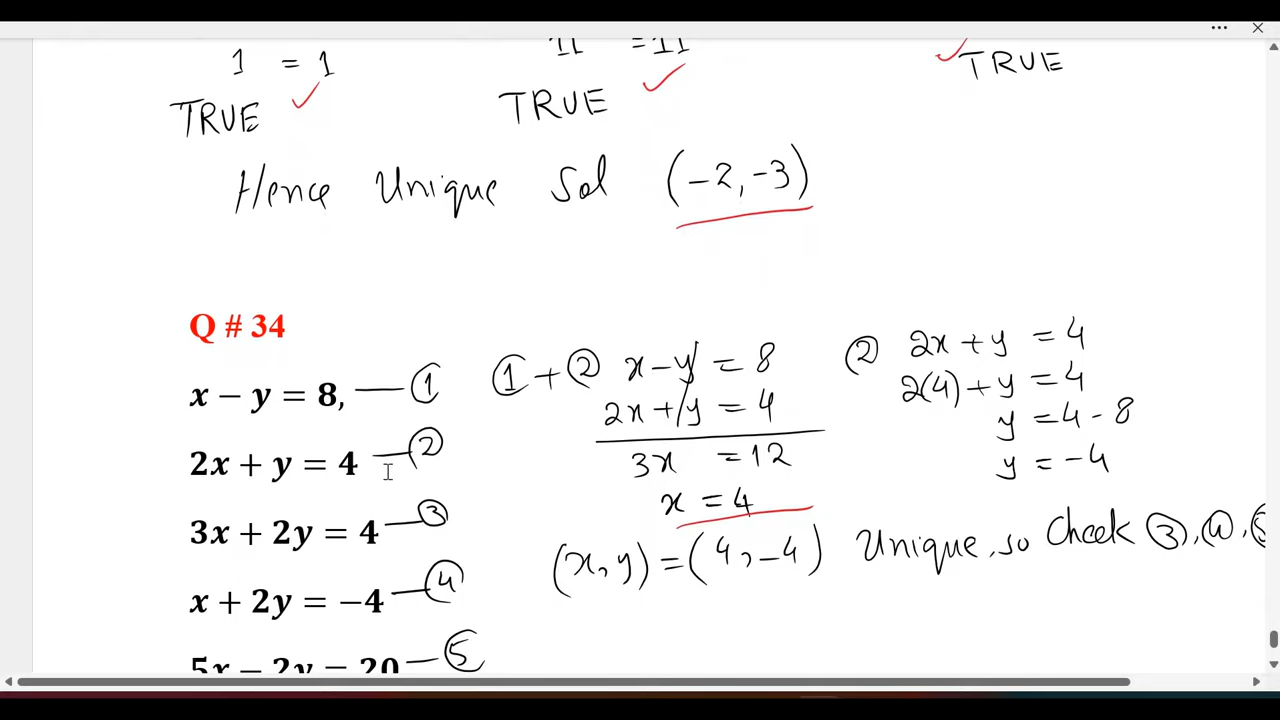 1 = 1
11 = 11
TRUE
TRUE
TRUE
Hence Unique Sol (-2, -3)
Q # 34
x − y = 8, — ①
2x + y = 4 — ②
3x + 2y = 4 — ③
x + 2y = −4 — ④
5x − 2y = 20 — ⑤
① + ② x - y = 8
2x + y = 4
3x = 12
x = 4
② 2x + y = 4
2(4) + y = 4
y = 4 - 8
y = -4
(x, y) = (4, -4) Unique, so Check ③, ④, ⑤